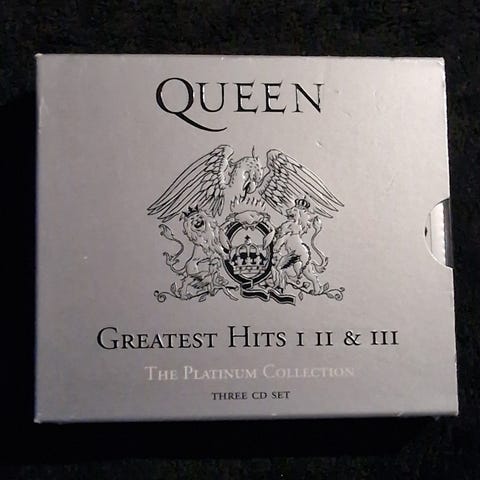 QUEEN
GREATEST HITS I II & III
THE PLATINUM COLLECTION
THREE CD SET